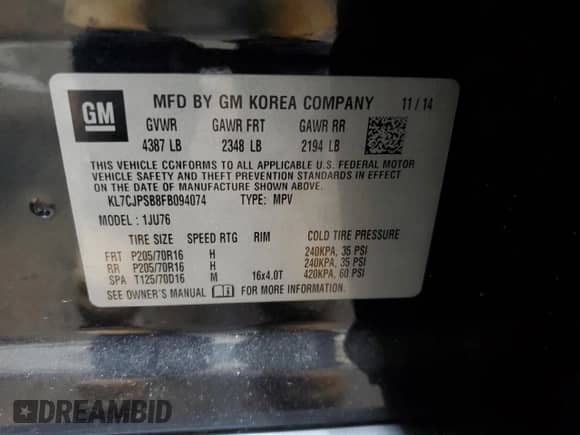 GM
MFD BY GM KOREA COMPANY 11/14
GVWR GAWR FRT GAWR RR
4387 LB 2348 LB 2194 LB
THIS VEHICLE CONFORMS TO ALL APPLICABLE U.S. FEDERAL MOTOR
VEHICLE SAFETY AND THEFT PREVENTION STANDARDS IN EFFECT ON
THE DATE OF MANUFACTURE SHOWN ABOVE.
KL7CJPSB8FB094074 TYPE: MPV
MODEL: 1JU76
TIRE SIZE SPEED RTG RIM COLD TIRE PRESSURE
FRT P205/70R16 H 240KPA, 35 PSI
RR P205/70R16 H 240KPA, 35 PSI
SPA T125/70D16 M 16x4.0T 420KPA, 60 PSI
SEE OWNER'S MANUAL FOR MORE INFORMATION.
DREAMBID